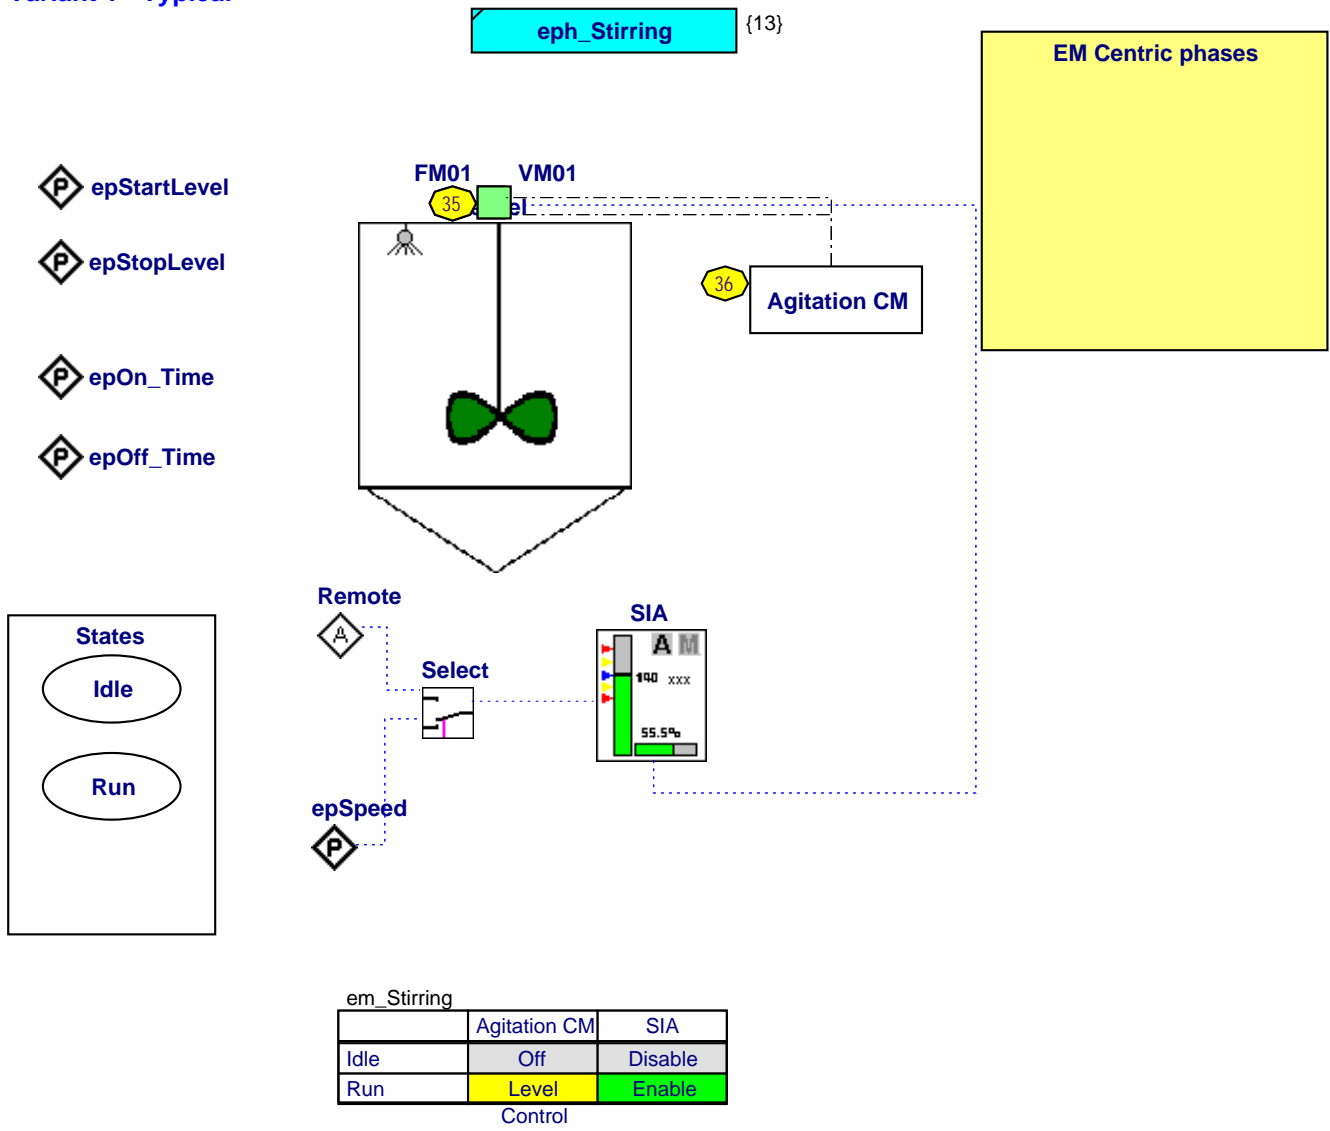 eph_Stirring
{13}
EM Centric phases
FM01
VM01
35
epStartLevel
epStopLevel
36
Agitation CM
epOn_Time
epOff_Time
Remote
A
SIA
States
Idle
Select
A M
140 xxx
55.5%
Run
epSpeed
P
P
P
P
P
em_Stirring
Agitation CM SIA
Idle Off Disable
Run Level Enable
Control